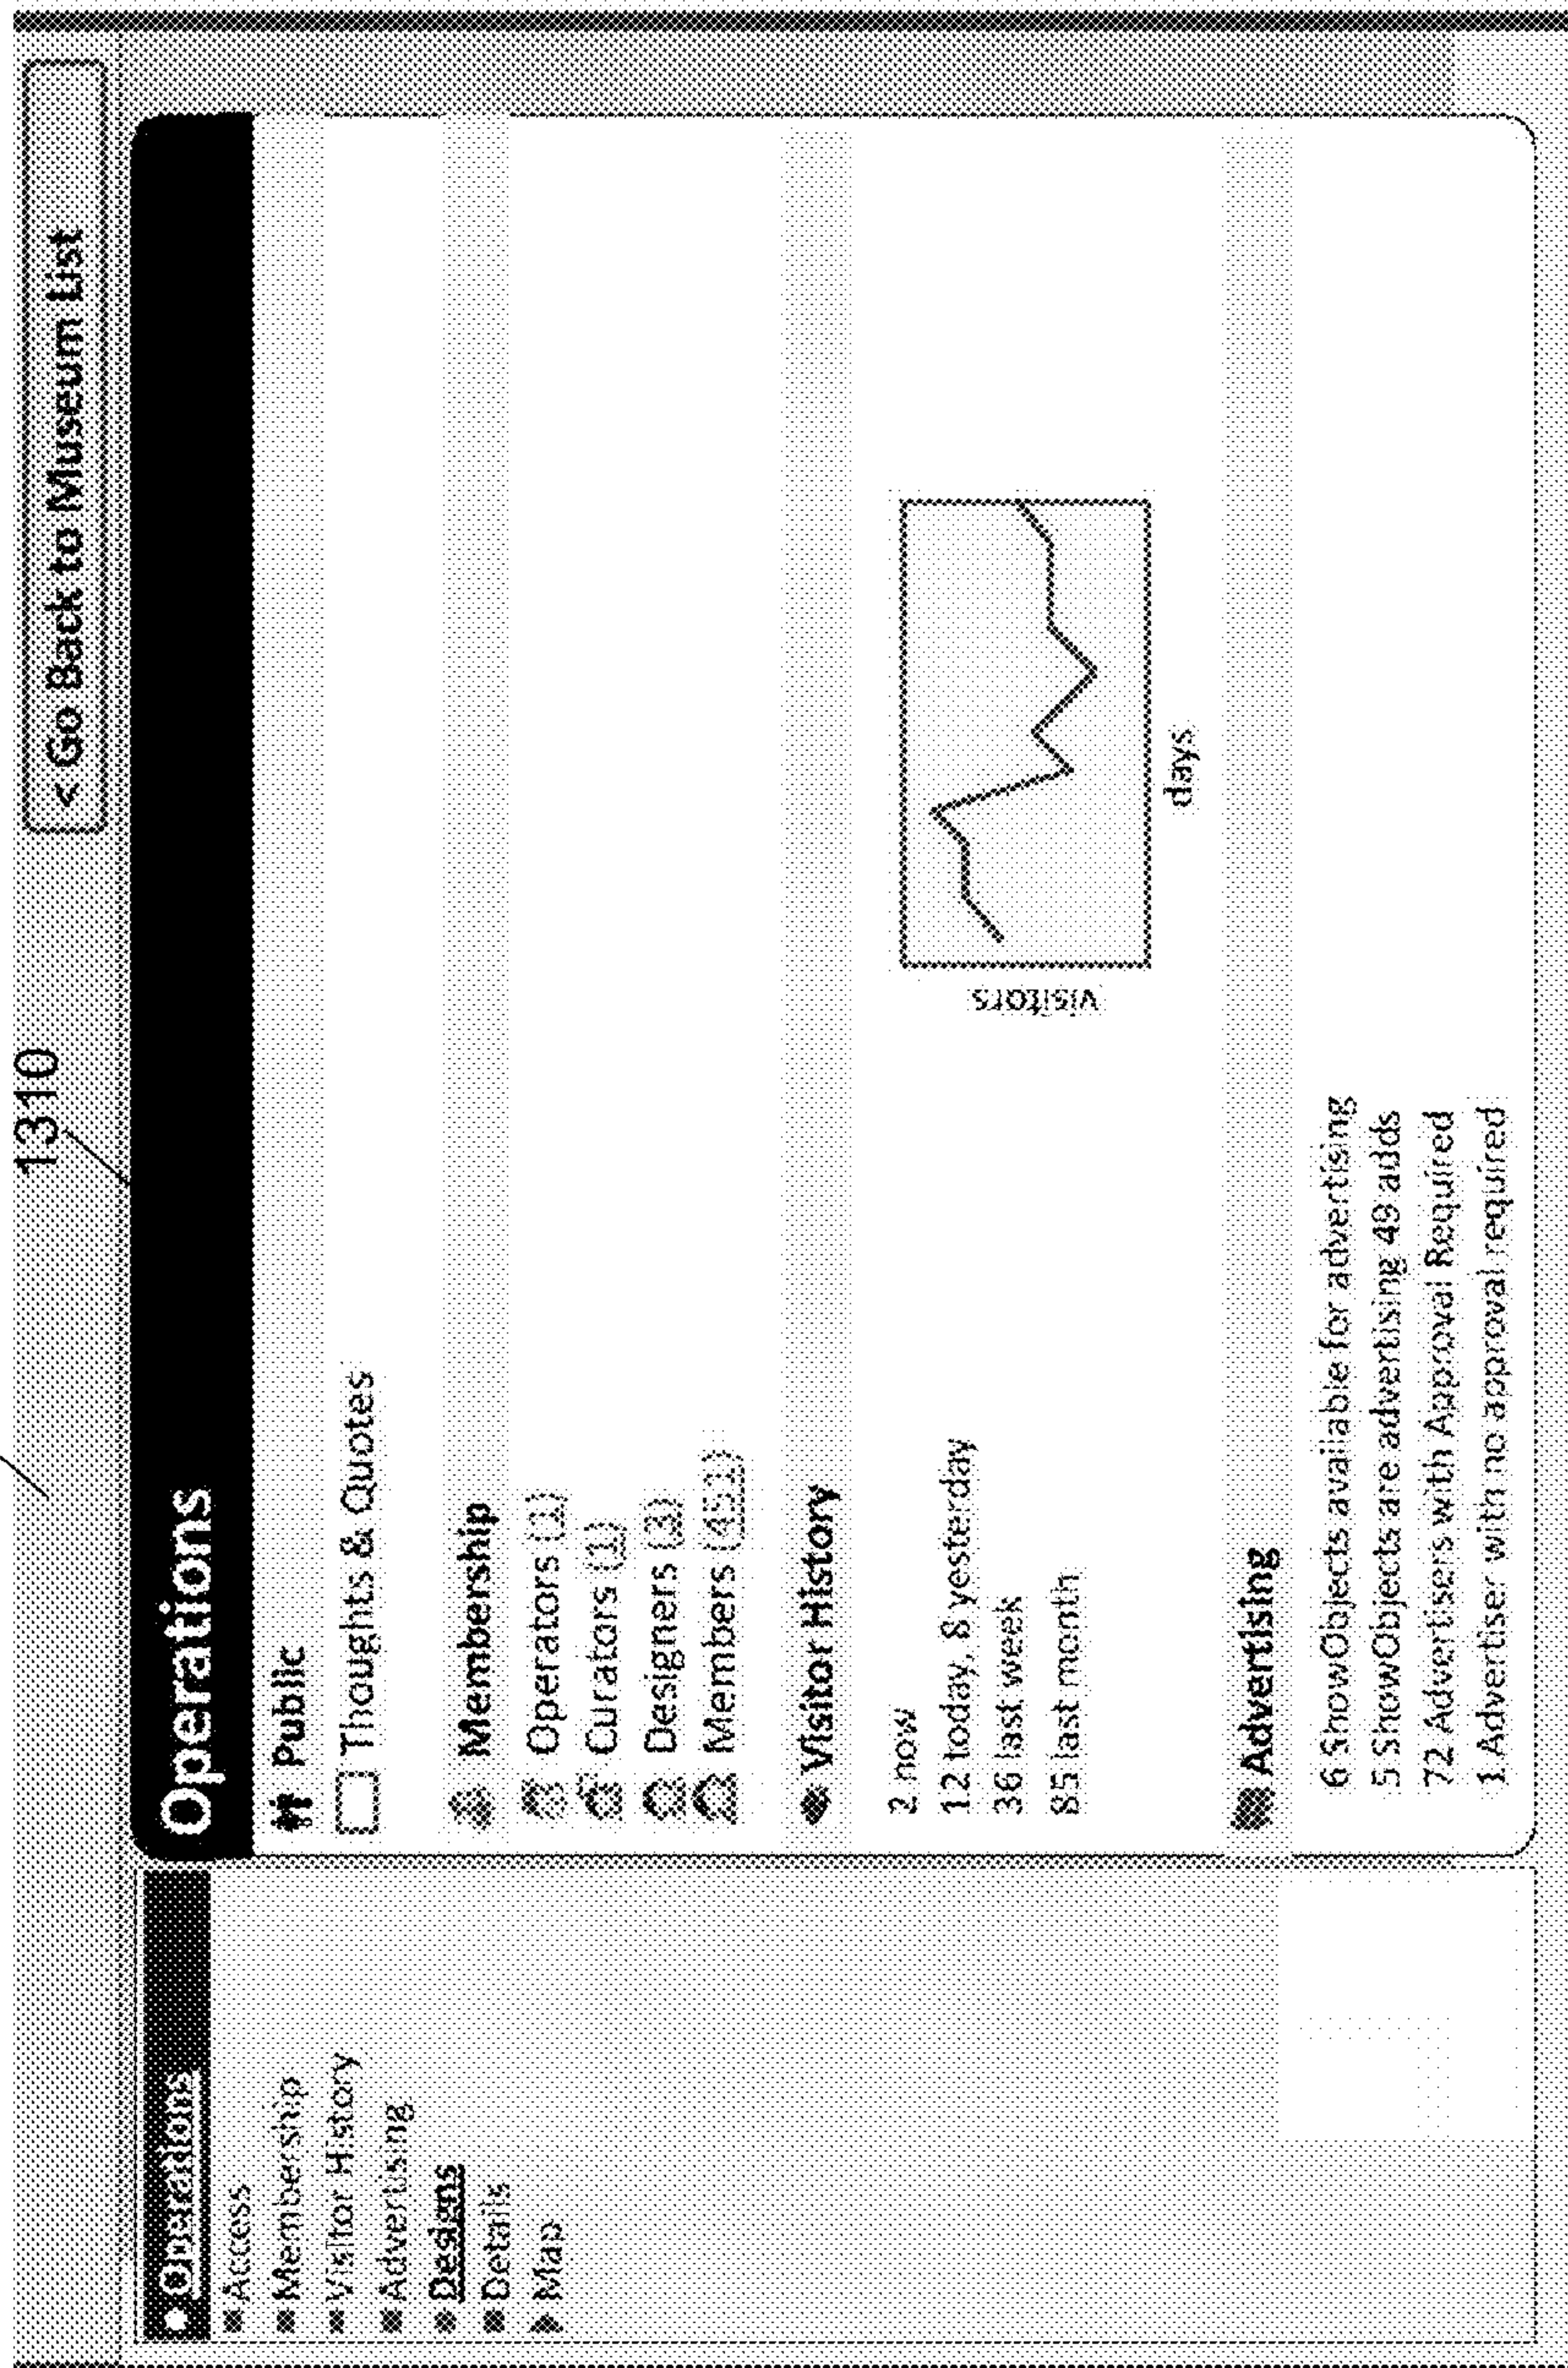 1310
< Go Back to Museum List
Operations
Access
Membership
Visitor History
Advertising
Designs
Details
Map
Operations
Public
Thoughts & Quotes
Membership
Operators (1)
Curators (1)
Designers (3)
Members (451)
Visitor History
2 now
12 today, 8 yesterday
36 last week
85 last month
visitors
days
Advertising
6 ShowObjects available for advertising
5 ShowObjects are advertising 49 adds
72 Advertisers with Approval Required
1 Advertiser with no approval required